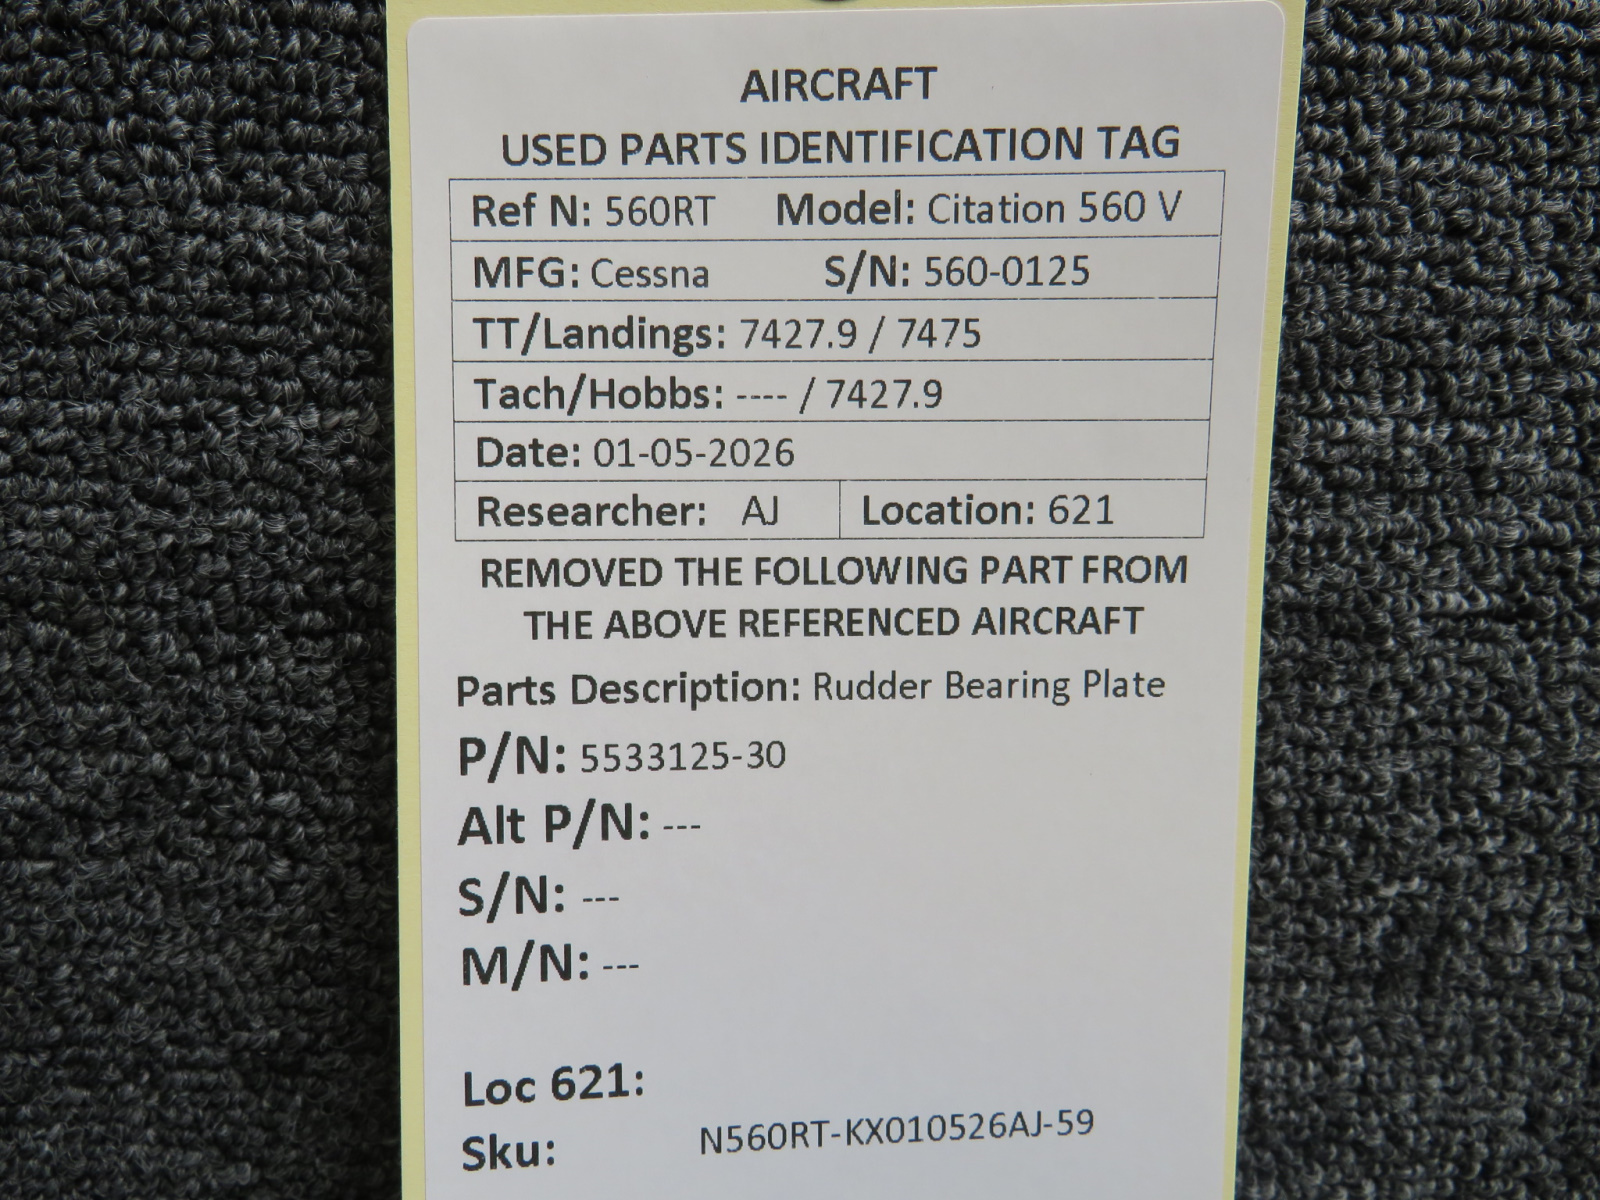 AIRCRAFT
USED PARTS IDENTIFICATION TAG
Ref N: 560RT Model: Citation 560 V
MFG: Cessna S/N: 560-0125
TT/Landings: 7427.9 / 7475
Tach/Hobbs: ---- / 7427.9
Date: 01-05-2026
Researcher: AJ Location: 621
REMOVED THE FOLLOWING PART FROM
THE ABOVE REFERENCED AIRCRAFT
Parts Description: Rudder Bearing Plate
P/N: 5533125-30
Alt P/N: ---
S/N: ---
M/N: ---
Loc 621:
Sku: N560RT-KX010526AJ-59